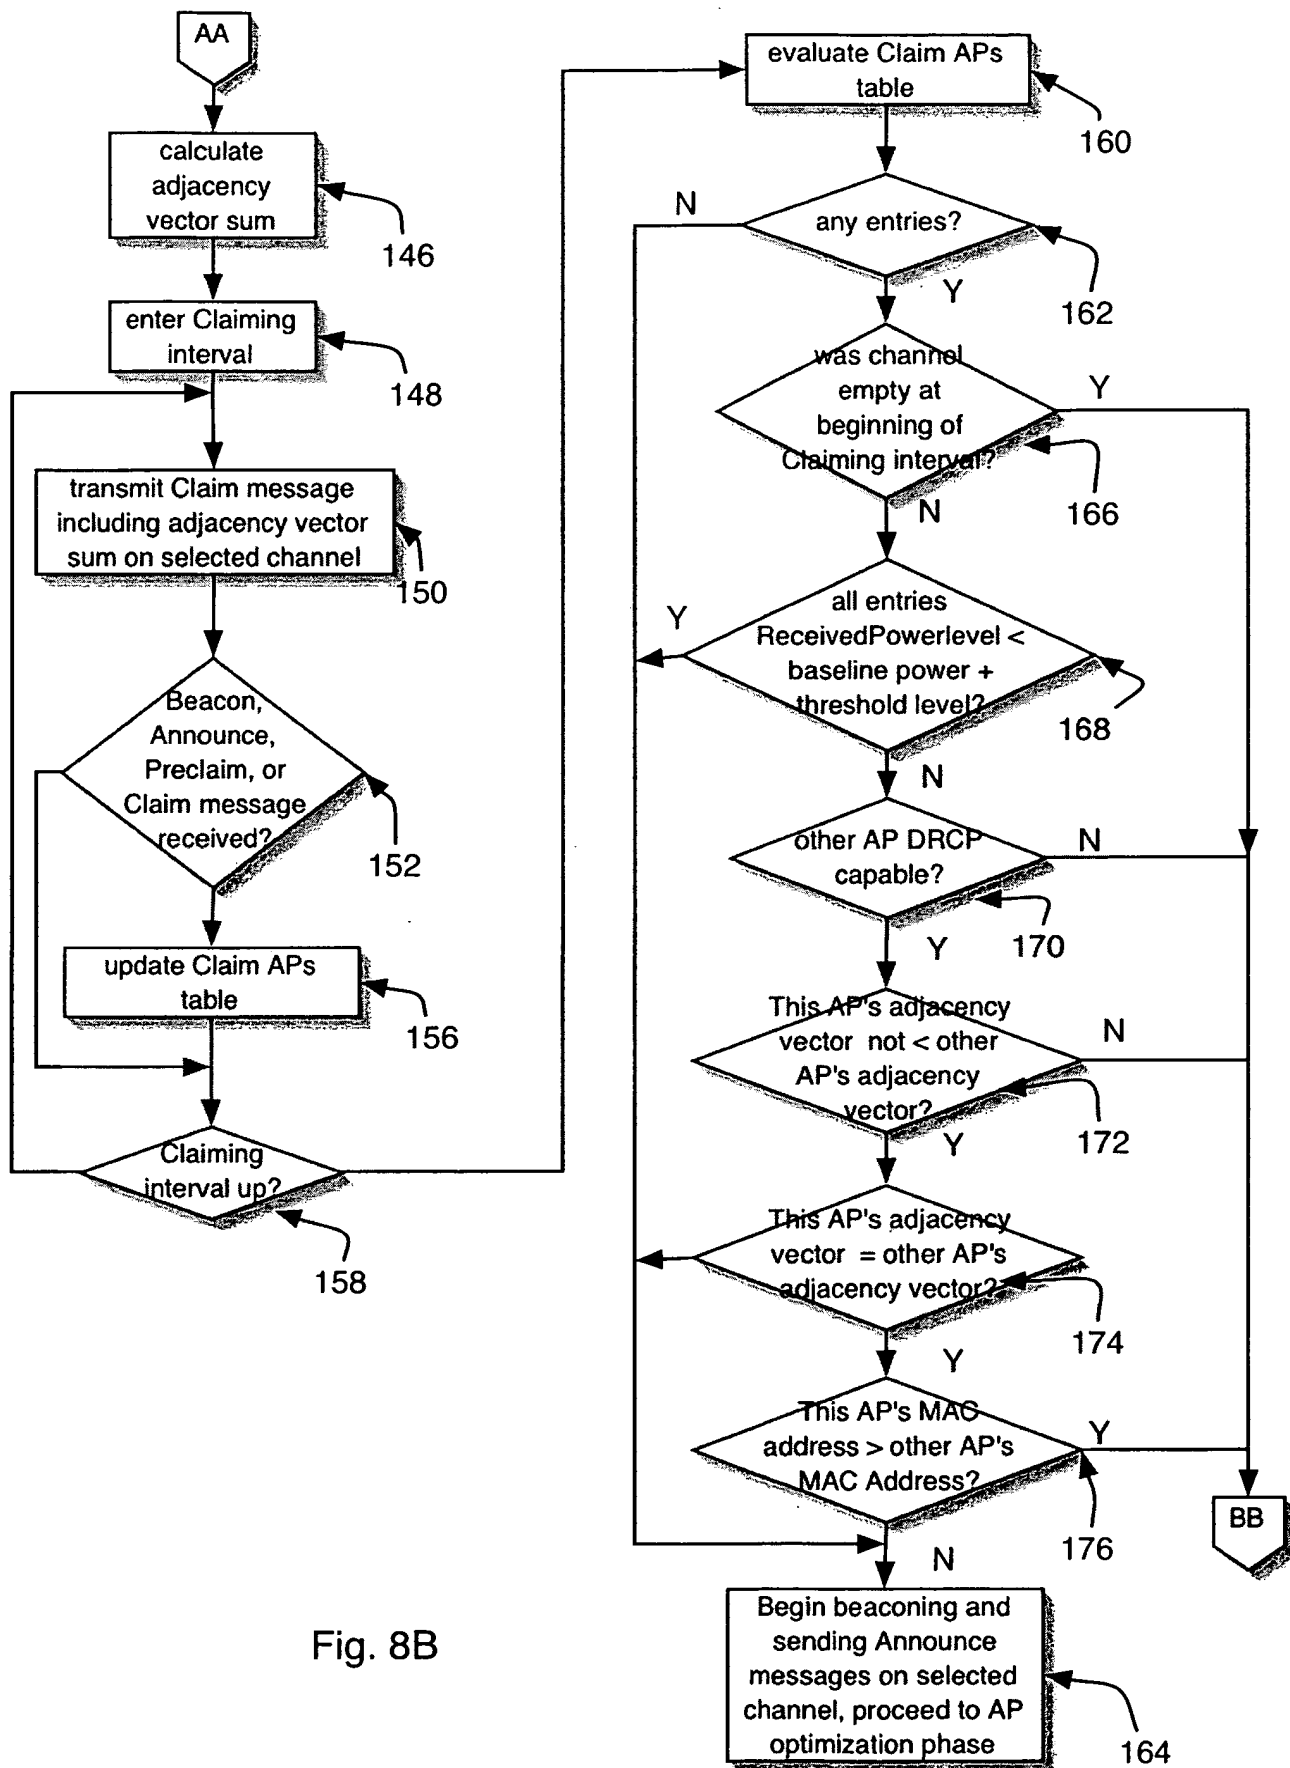 AA
calculate
adjacency
vector sum
146
enter Claiming
interval
148
transmit Claim message
including adjacency vector
sum on selected channel
150
Beacon,
Announce,
Preclaim, or
Claim message
received?
152
update Claim APs
table
156
Claiming
interval up?
158
evaluate Claim APs
table
160
any entries?
N
Y
162
was channel
empty at
beginning of
Claiming interval?
Y
N
166
all entries
ReceivedPowerlevel <
baseline power +
threshold level?
Y
N
168
other AP DRCP
capable?
N
Y
170
This AP's adjacency
vector not < other
AP's adjacency
vector?
N
Y
172
This AP's adjacency
vector = other AP's
adjacency vector?
Y
174
This AP's MAC
address > other AP's
MAC Address?
Y
N
176
BB
Begin beaconing and
sending Announce
messages on selected
channel, proceed to AP
optimization phase
164
Fig. 8B